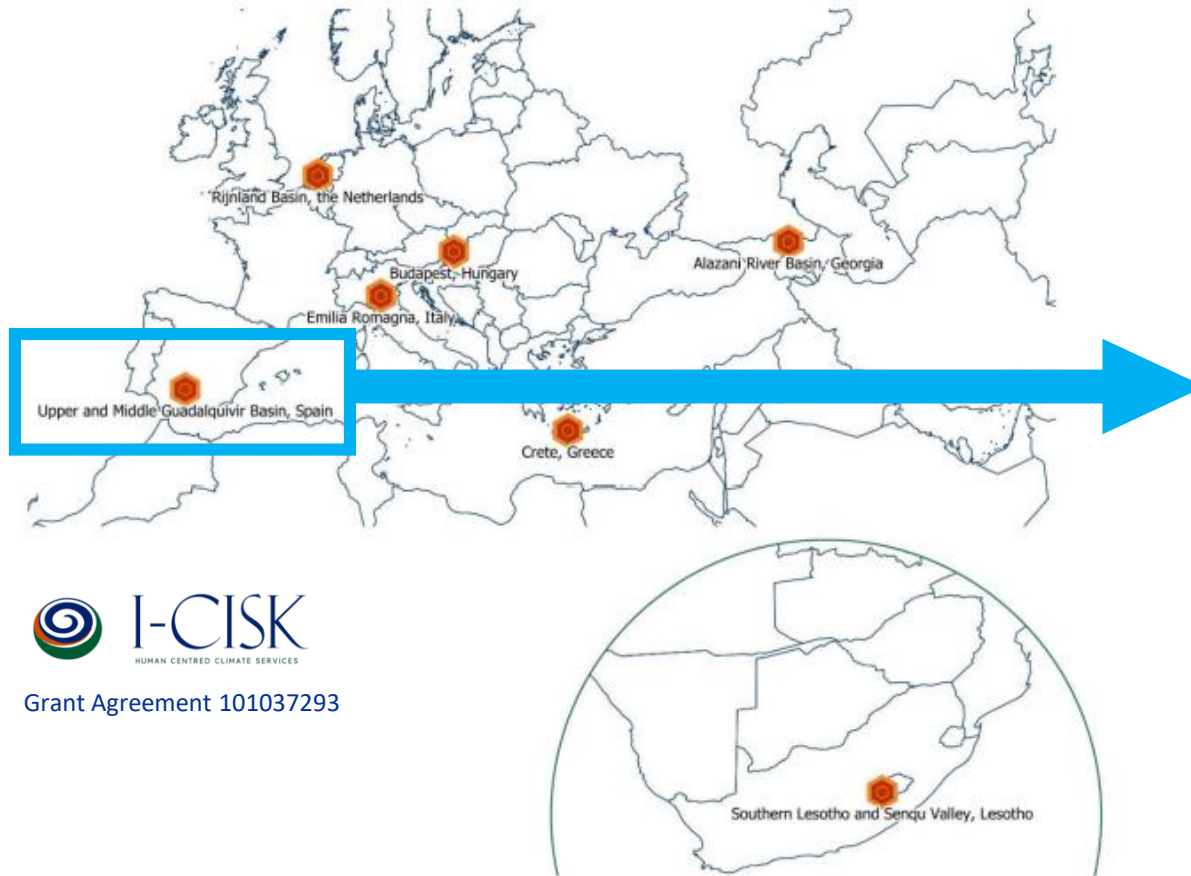 Rijnland Basin, the Netherlands
Budapest, Hungary
Alazani River Basin, Georgia
Emilia Romagna, Italy
Upper and Middle Guadalquivir Basin, Spain
Crete, Greece
I-CISK
HUMAN CENTRED CLIMATE SERVICES
Grant Agreement 101037293
Southern Lesotho and Senqu Valley, Lesotho